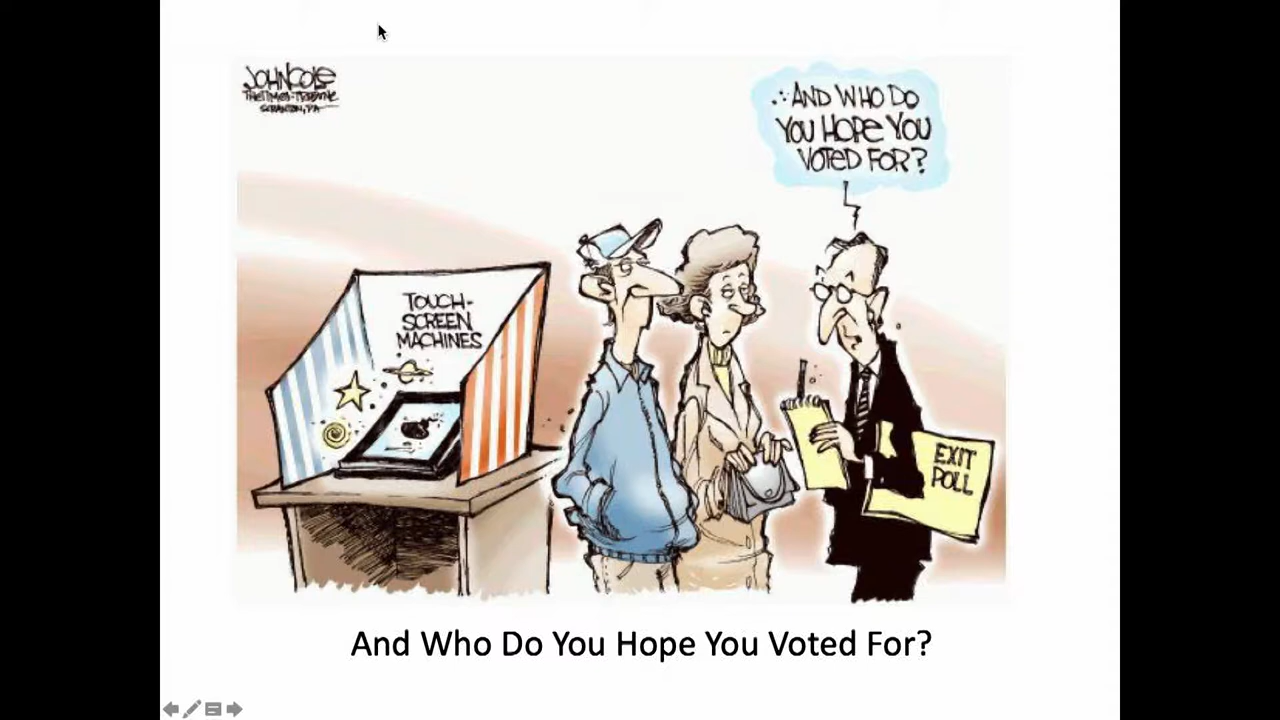 JOHN COLE
THE TIMES-TRIBUNE
SCRANTON, PA
...AND WHO DO
YOU HOPE YOU
VOTED FOR?
TOUCH-
SCREEN
MACHINES
EXIT
POLL
And Who Do You Hope You Voted For?